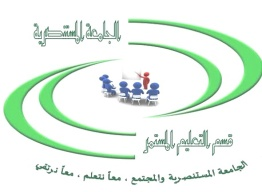 الجامعة المستنصرية
قسم التعليم المستمر
الجامعة المستنصرية والمجتمع ، معاً نتعلم ، معاً نرتقي